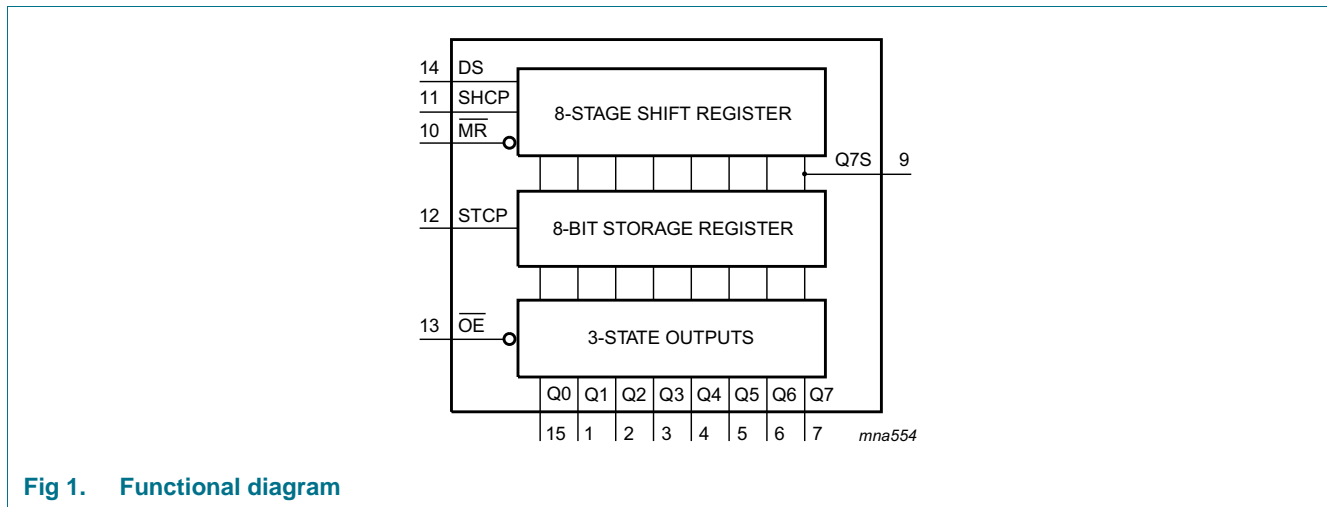 14 DS
11 SHCP
10 M̅R̅
8-STAGE SHIFT REGISTER
Q7S 9
12 STCP
8-BIT STORAGE REGISTER
13 O̅E̅
3-STATE OUTPUTS
Q0 Q1 Q2 Q3 Q4 Q5 Q6 Q7
15 1 2 3 4 5 6 7
mna554
Fig 1. Functional diagram